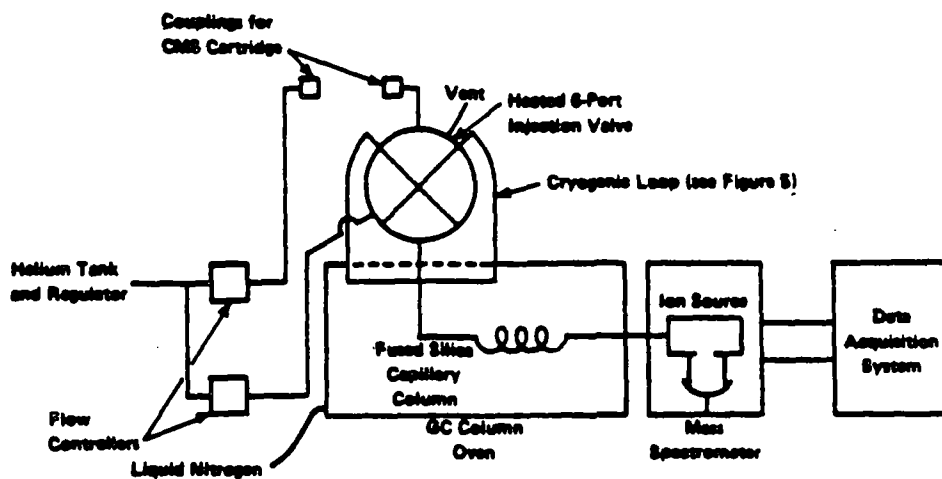 Couplings for
CMS Cartridge
Vent
Heated 6-Port
Injection Valve
Cryogenic Loop (see Figure 5)
Helium Tank
and Regulator
Ion Source
Data
Acquisition
System
Fused Silica
Capillary
Column
Flow
Controllers
GC Column
Oven
Mass
Spectrometer
Liquid Nitrogen